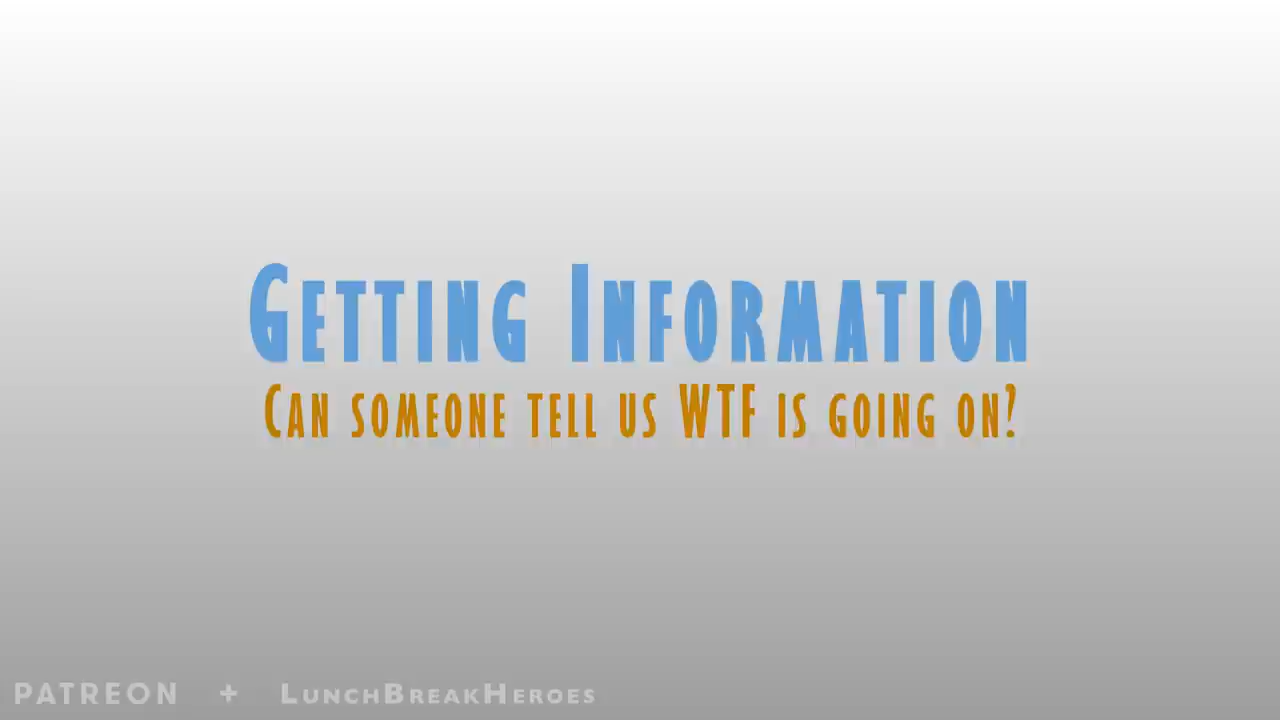 Getting Information
Can someone tell us WTF is going on?
PATREON + LunchBreakHeroes